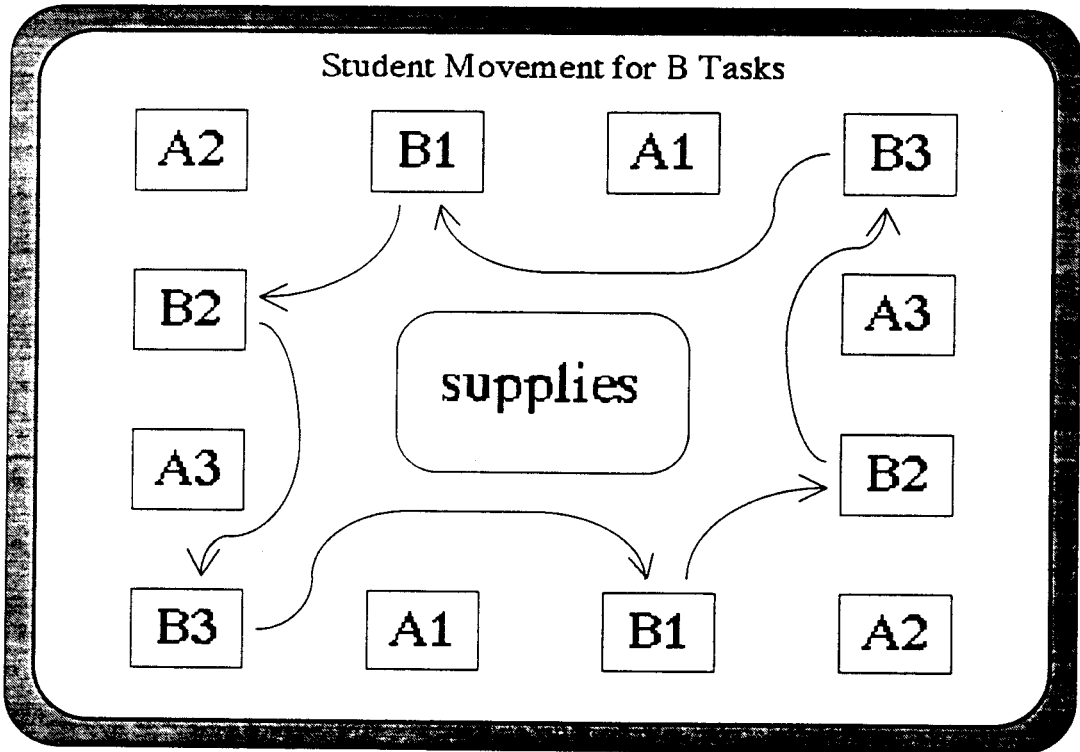 Student Movement for B Tasks
A2 B1 A1 B3
B2 A3
supplies
A3 B2
B3 A1 B1 A2